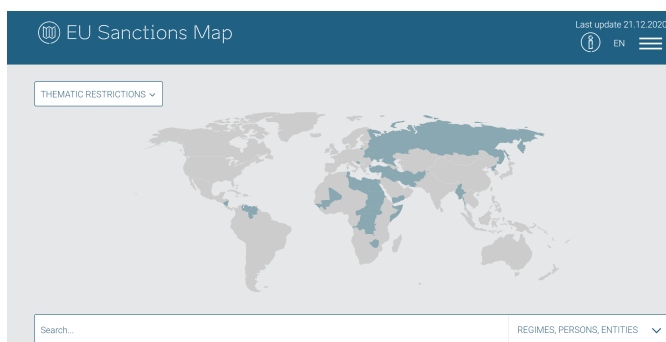 EU Sanctions Map
Last update 21.12.2020
EN
THEMATIC RESTRICTIONS
Search...
REGIMES, PERSONS, ENTITIES